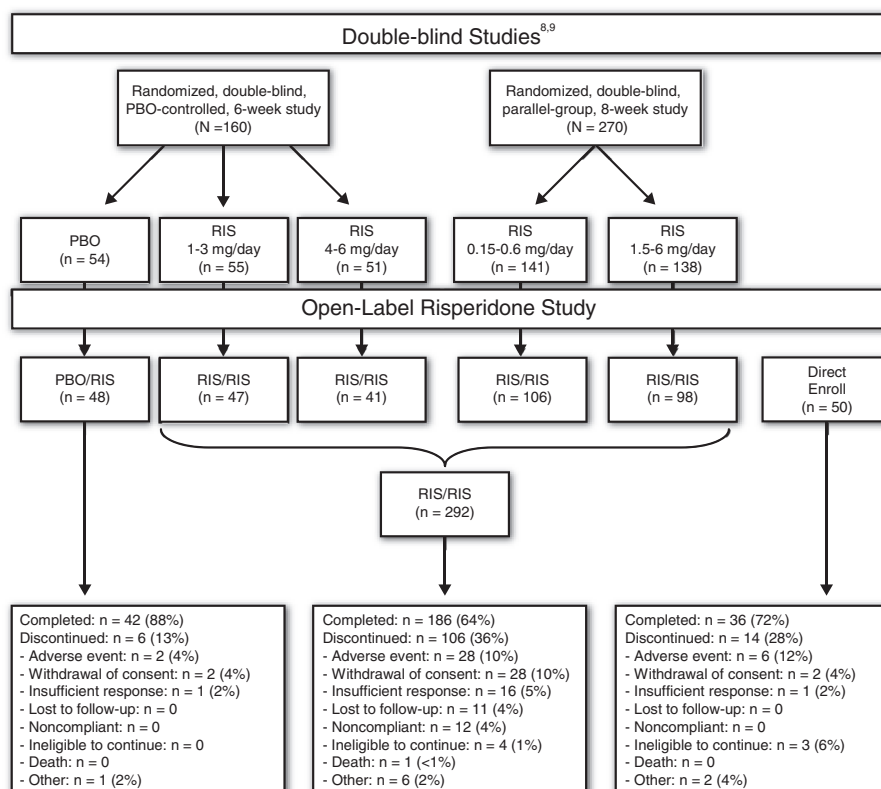 Double-blind Studies8,9
Randomized, double-blind,
PBO-controlled, 6-week study
(N =160)
Randomized, double-blind,
parallel-group, 8-week study
(N = 270)
PBO
(n = 54)
RIS
1-3 mg/day
(n = 55)
RIS
4-6 mg/day
(n = 51)
RIS
0.15-0.6 mg/day
(n = 141)
RIS
1.5-6 mg/day
(n = 138)
Open-Label Risperidone Study
PBO/RIS
(n = 48)
RIS/RIS
(n = 47)
RIS/RIS
(n = 41)
RIS/RIS
(n = 106)
RIS/RIS
(n = 98)
Direct
Enroll
(n = 50)
RIS/RIS
(n = 292)
Completed: n = 42 (88%)
Discontinued: n = 6 (13%)
- Adverse event: n = 2 (4%)
- Withdrawal of consent: n = 2 (4%)
- Insufficient response: n = 1 (2%)
- Lost to follow-up: n = 0
- Noncompliant: n = 0
- Ineligible to continue: n = 0
- Death: n = 0
- Other: n = 1 (2%)
Completed: n = 186 (64%)
Discontinued: n = 106 (36%)
- Adverse event: n = 28 (10%)
- Withdrawal of consent: n = 28 (10%)
- Insufficient response: n = 16 (5%)
- Lost to follow-up: n = 11 (4%)
- Noncompliant: n = 12 (4%)
- Ineligible to continue: n = 4 (1%)
- Death: n = 1 (<1%)
- Other: n = 6 (2%)
Completed: n = 36 (72%)
Discontinued: n = 14 (28%)
- Adverse event: n = 6 (12%)
- Withdrawal of consent: n = 2 (4%)
- Insufficient response: n = 1 (2%)
- Lost to follow-up: n = 0
- Noncompliant: n = 0
- Ineligible to continue: n = 3 (6%)
- Death: n = 0
- Other: n = 2 (4%)